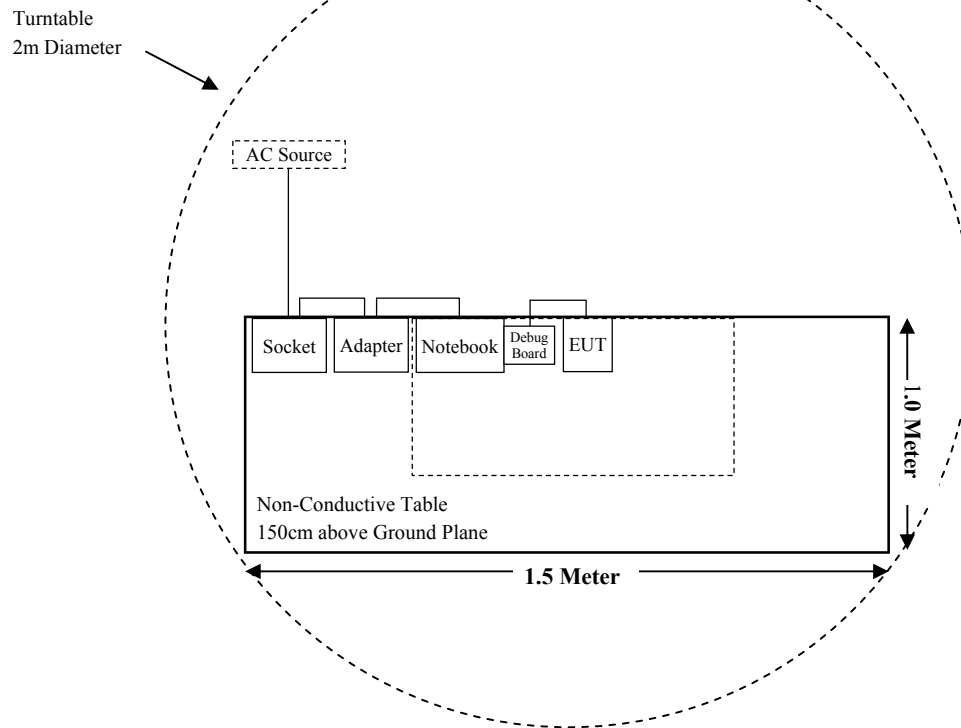 Turntable
2m Diameter
AC Source
Socket
Adapter
Notebook
Debug
Board
EUT
1.0 Meter
Non-Conductive Table
150cm above Ground Plane
1.5 Meter